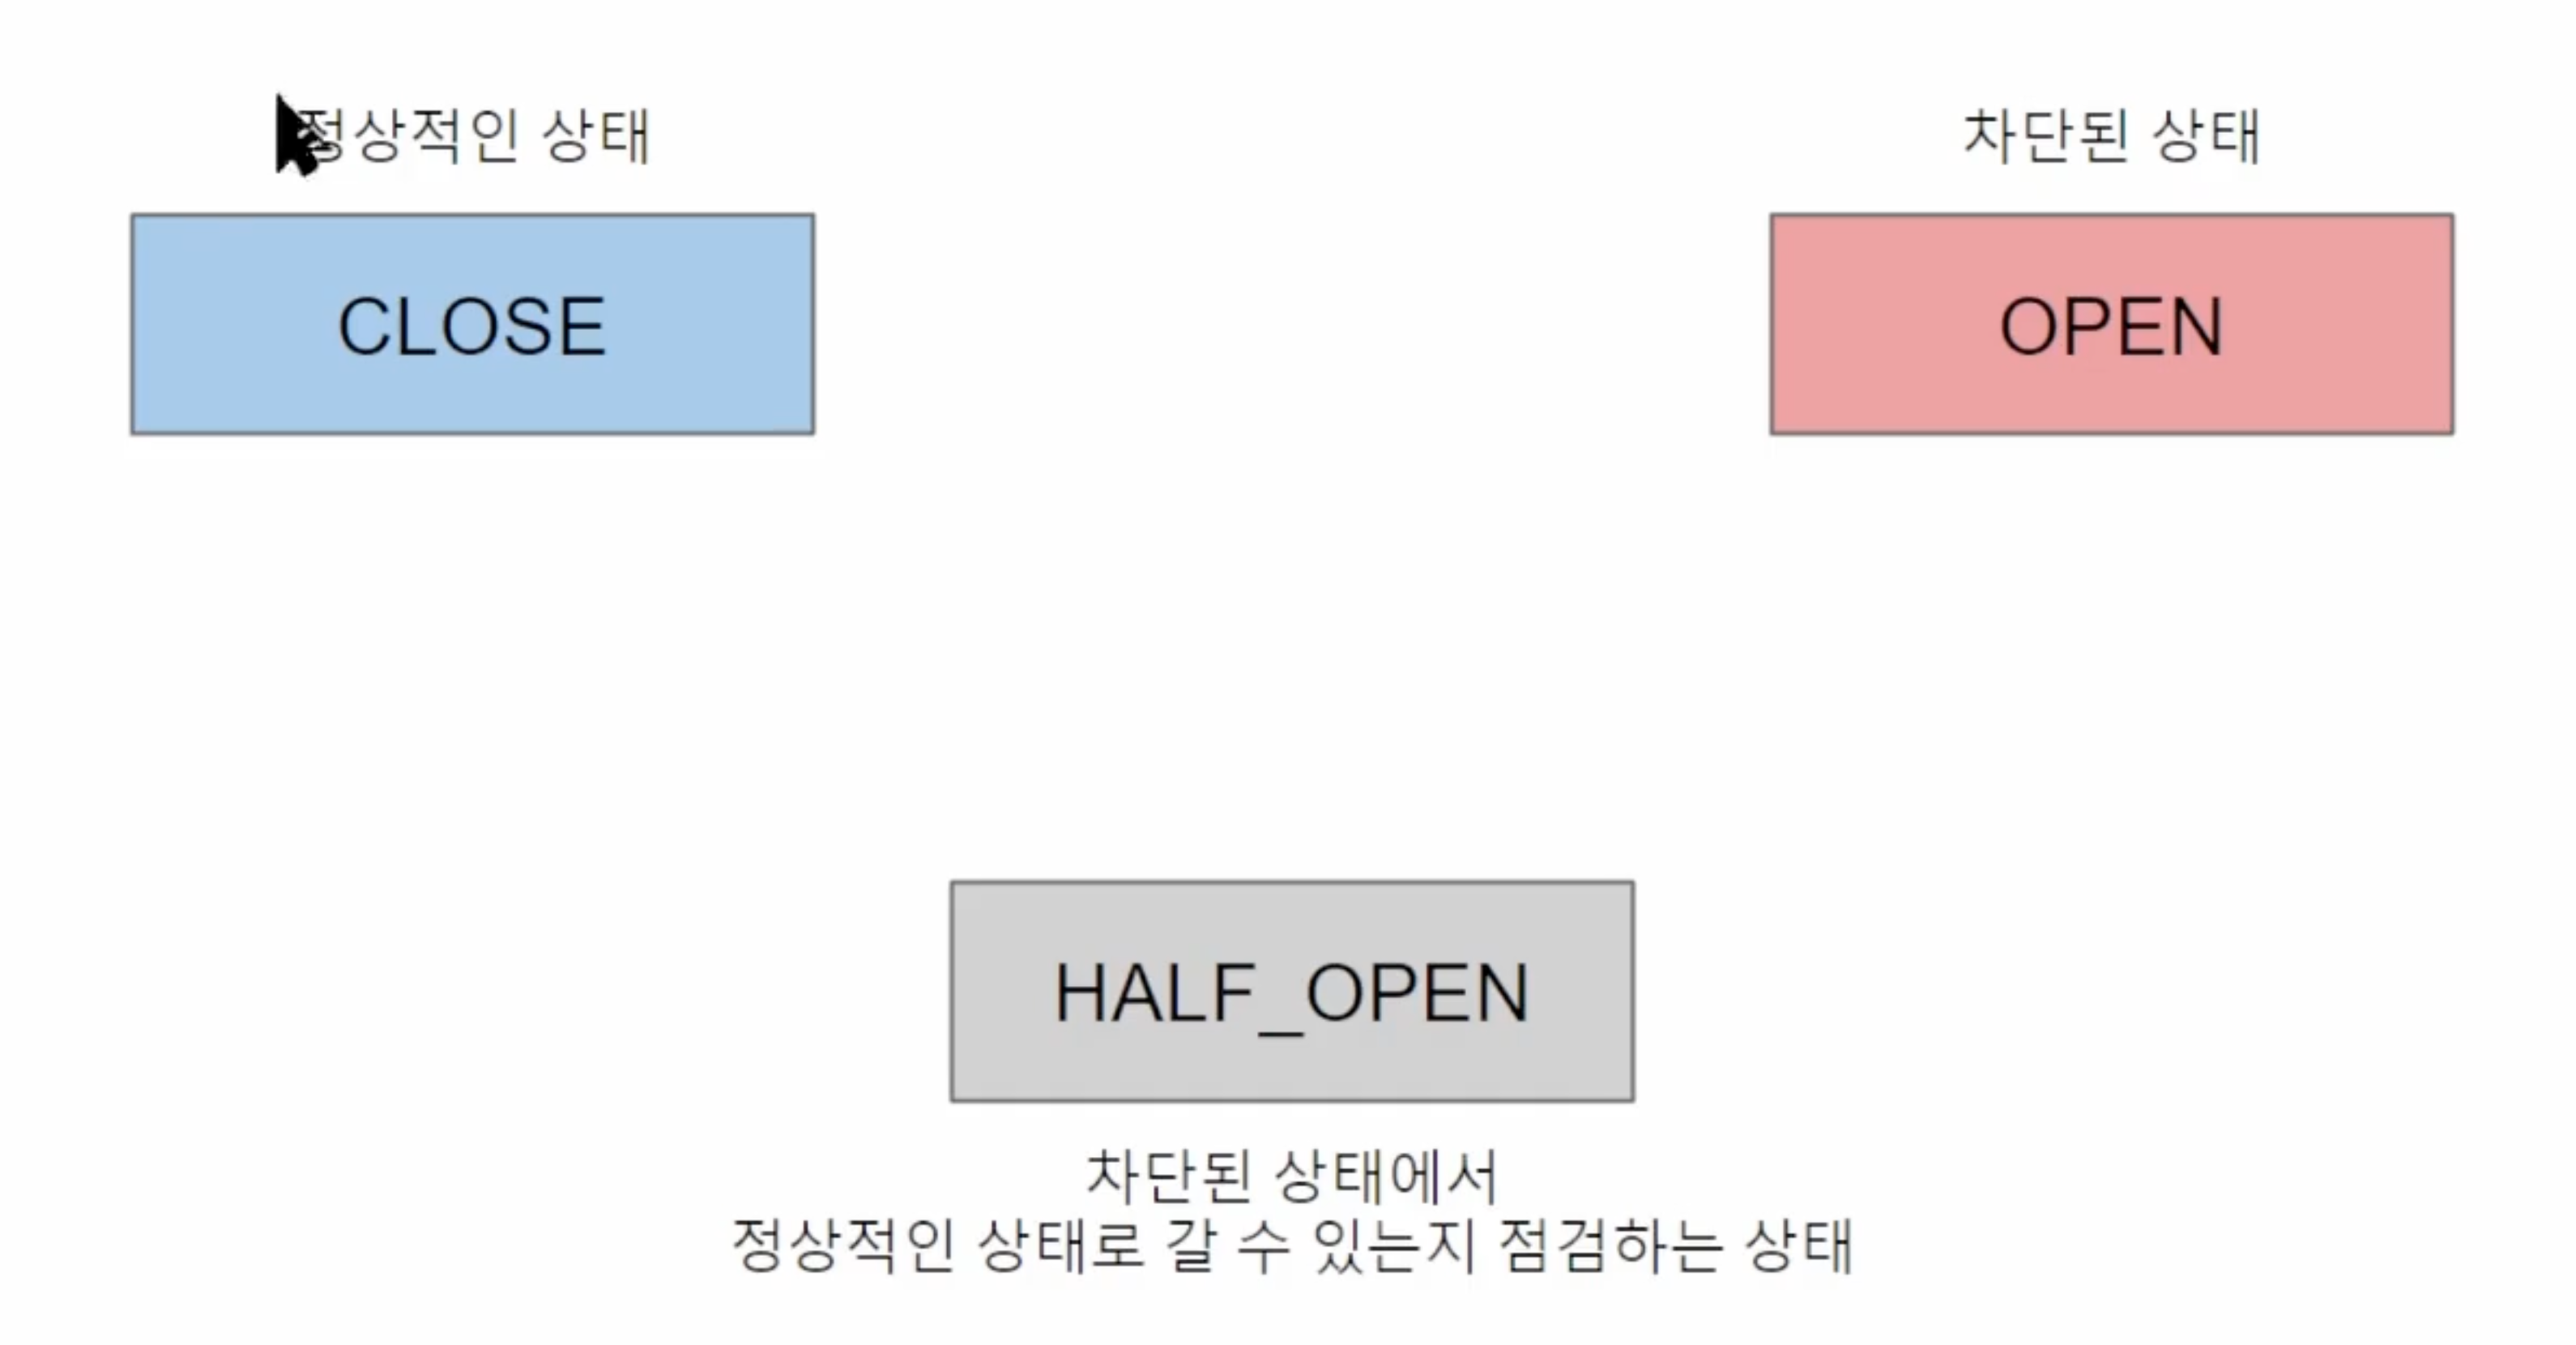 정상적인 상태
차단된 상태
CLOSE
OPEN
HALF_OPEN
차단된 상태에서
정상적인 상태로 갈 수 있는지 점검하는 상태